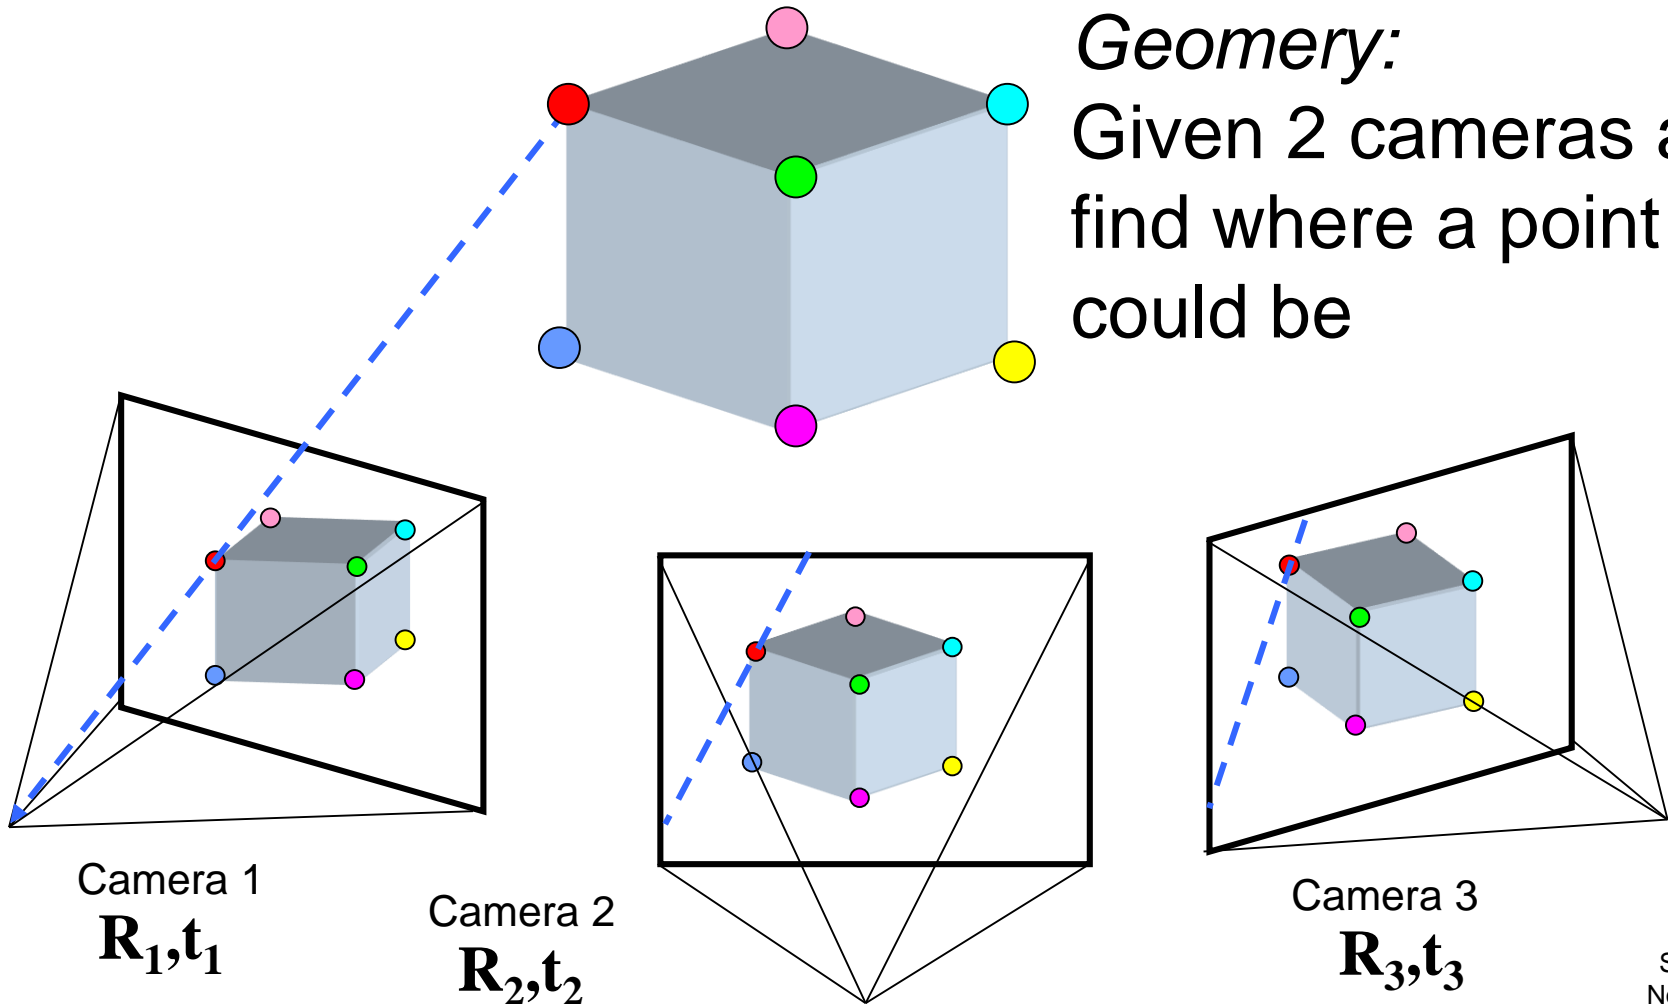 Geomery:
Given 2 cameras a
find where a point
could be
Camera 1
R1,t1
Camera 2
R2,t2
Camera 3
R3,t3